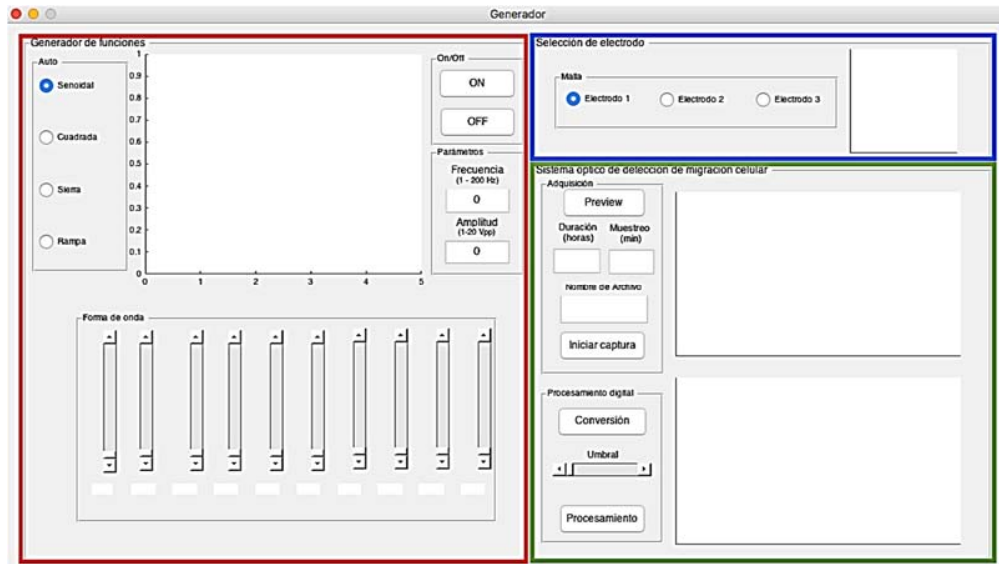 Generador
Generador de funciones
Auto
Senoidal
Cuadrada
Sierra
Rampa
1
0.9
0.8
0.7
0.6
0.5
0.4
0.3
0.2
0.1
0
0 1 2 3 4 5
On/Off
ON
OFF
Parámetros
Frecuencia
(1 - 200 Hz)
0
Amplitud
(1-20 Vpp)
0
Forma de onda
Selección de electrodo
Malla
Electrodo 1 Electrodo 2 Electrodo 3
Sistema óptico de detección de migración celular
Adquisición
Preview
Duración Muestreo
(horas) (min)
Nombre de Archivo
Iniciar captura
Procesamiento digital
Conversión
Umbral
Procesamiento